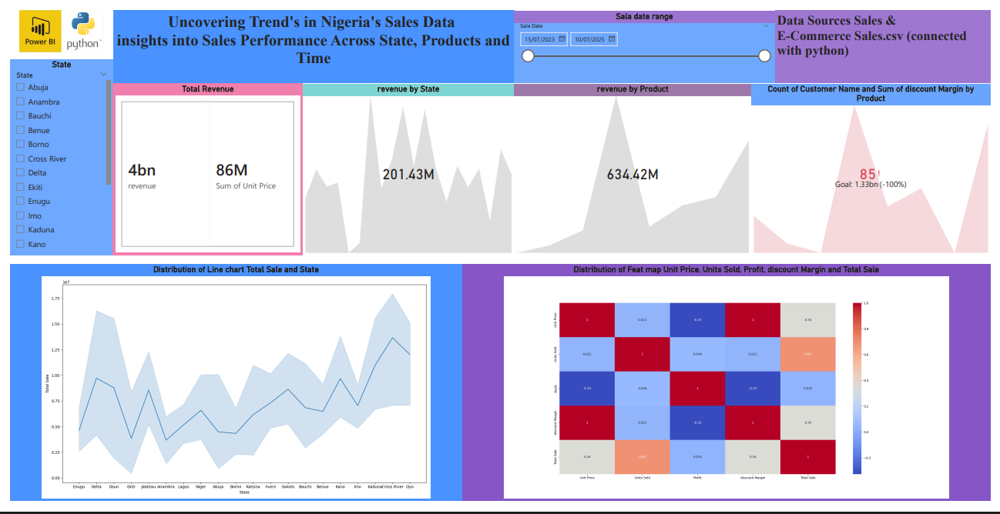 Power BI
python
Uncovering Trend's in Nigeria's Sales Data
insights into Sales Performance Across State, Products and
Time
Sala date range
Sale Date
15/07/2023
10/07/2025
Data Sources Sales &
E-Commerce Sales.csv (connected
with python)
State
State
Abuja
Anambra
Bauchi
Benue
Borno
Cross River
Delta
Ekiti
Enugu
Imo
Kaduna
Kano
Total Revenue
4bn
revenue
86M
Sum of Unit Price
revenue by State
201.43M
revenue by Product
634.42M
Count of Customer Name and Sum of discount Margin by
Product
85!
Goal: 1.33bn (-100%)
Distribution of Line chart Total Sale and State
1e7
1.75
1.50
1.25
1.00
0.75
0.50
0.25
0.00
Total Sale
Enugu Delta Osun Ekiti plateau Anambra Lagos Niger Abuja Borno Katsina rivers Sokoto Bauchi Benue Kano Imo Kaduna Cross River Oyo
State
Distribution of Feat map Unit Price, Units Sold, Profit, discount Margin and Total Sale
Unit Price 1 0.021 -0.33 1 0.34
Units Sold 0.021 1 0.048 0.021
Profit -0.33 0.048 1 -0.33 0.035
discount Margin 1 0.021 -0.33 1 0.34
Total Sale 0.34 0.035 0.34 1
Unit Price Units Sold Profit discount Margin Total Sale
1.0
0.8
0.6
0.4
0.2
0.0
-0.2